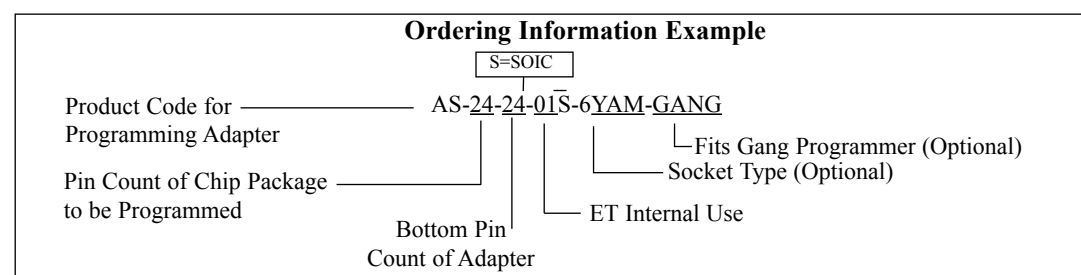 Ordering Information Example
S=SOIC
Product Code for
Programming Adapter
AS-24-24-01S-6YAM-GANG
Fits Gang Programmer (Optional)
Socket Type (Optional)
Pin Count of Chip Package
to be Programmed
ET Internal Use
Bottom Pin
Count of Adapter